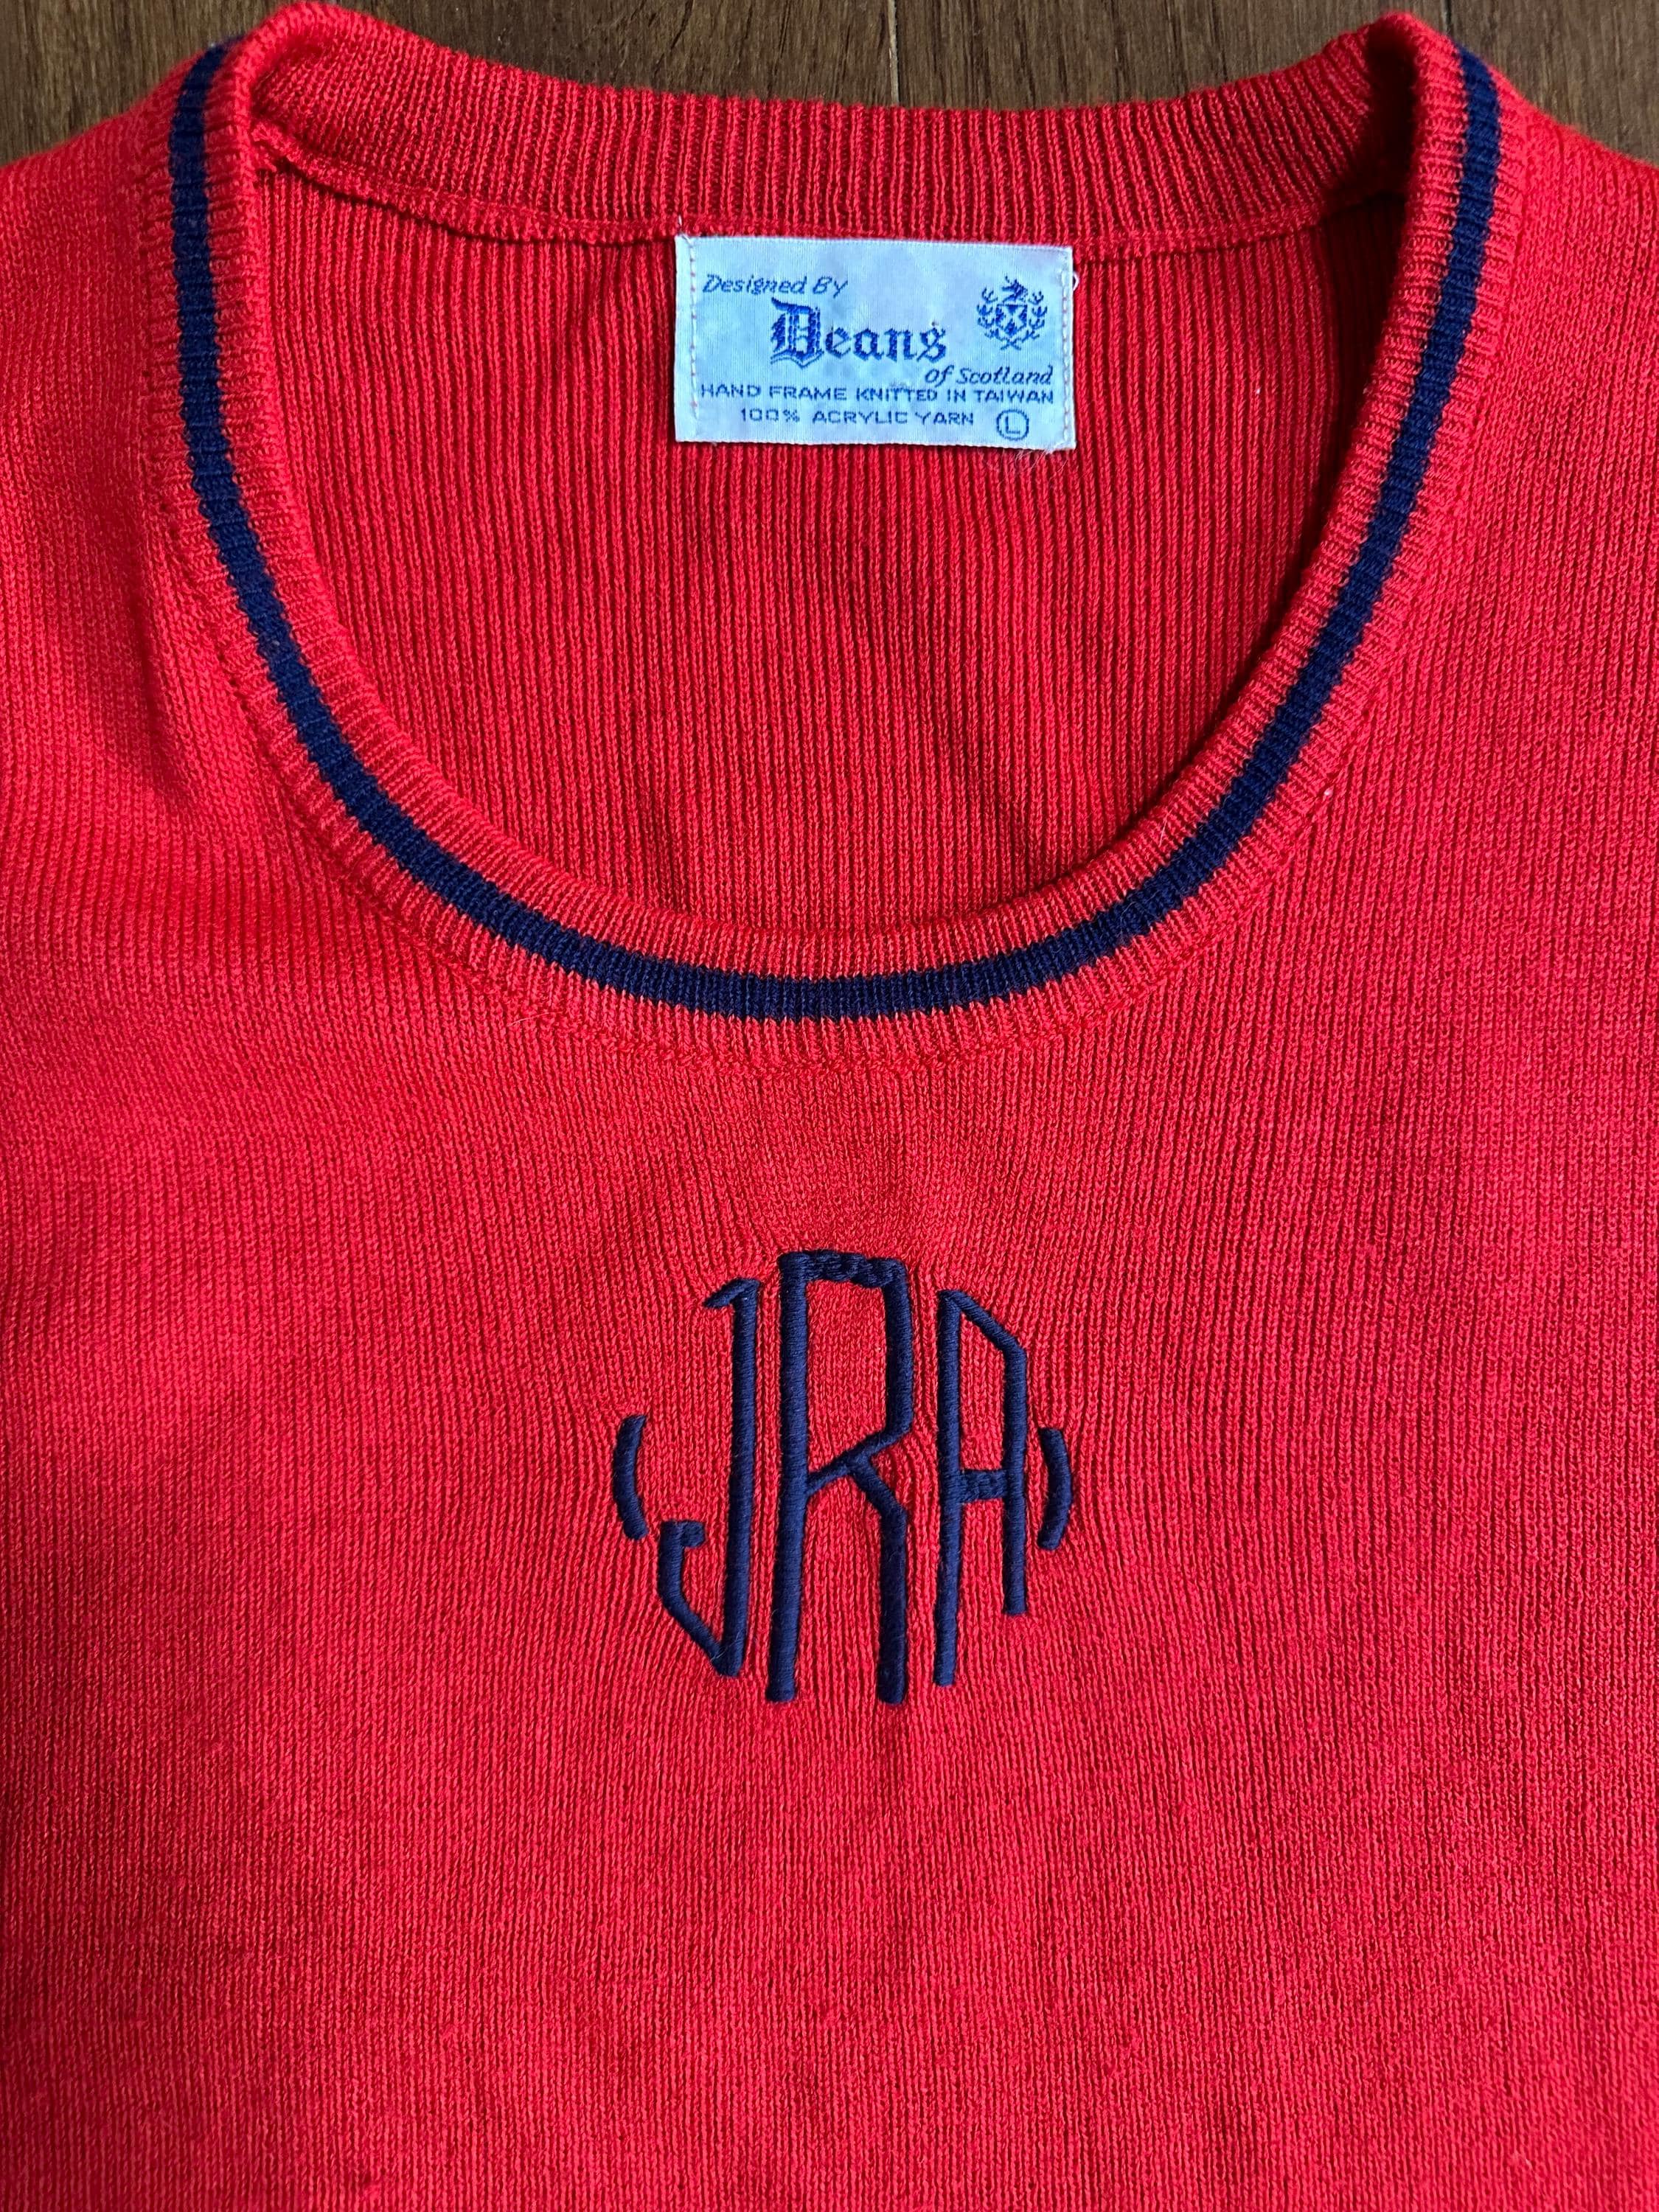 Designed By
Deans
of Scotland
HAND FRAME KNITTED IN TAIWAN
100% ACRYLIC YARN L
JRA